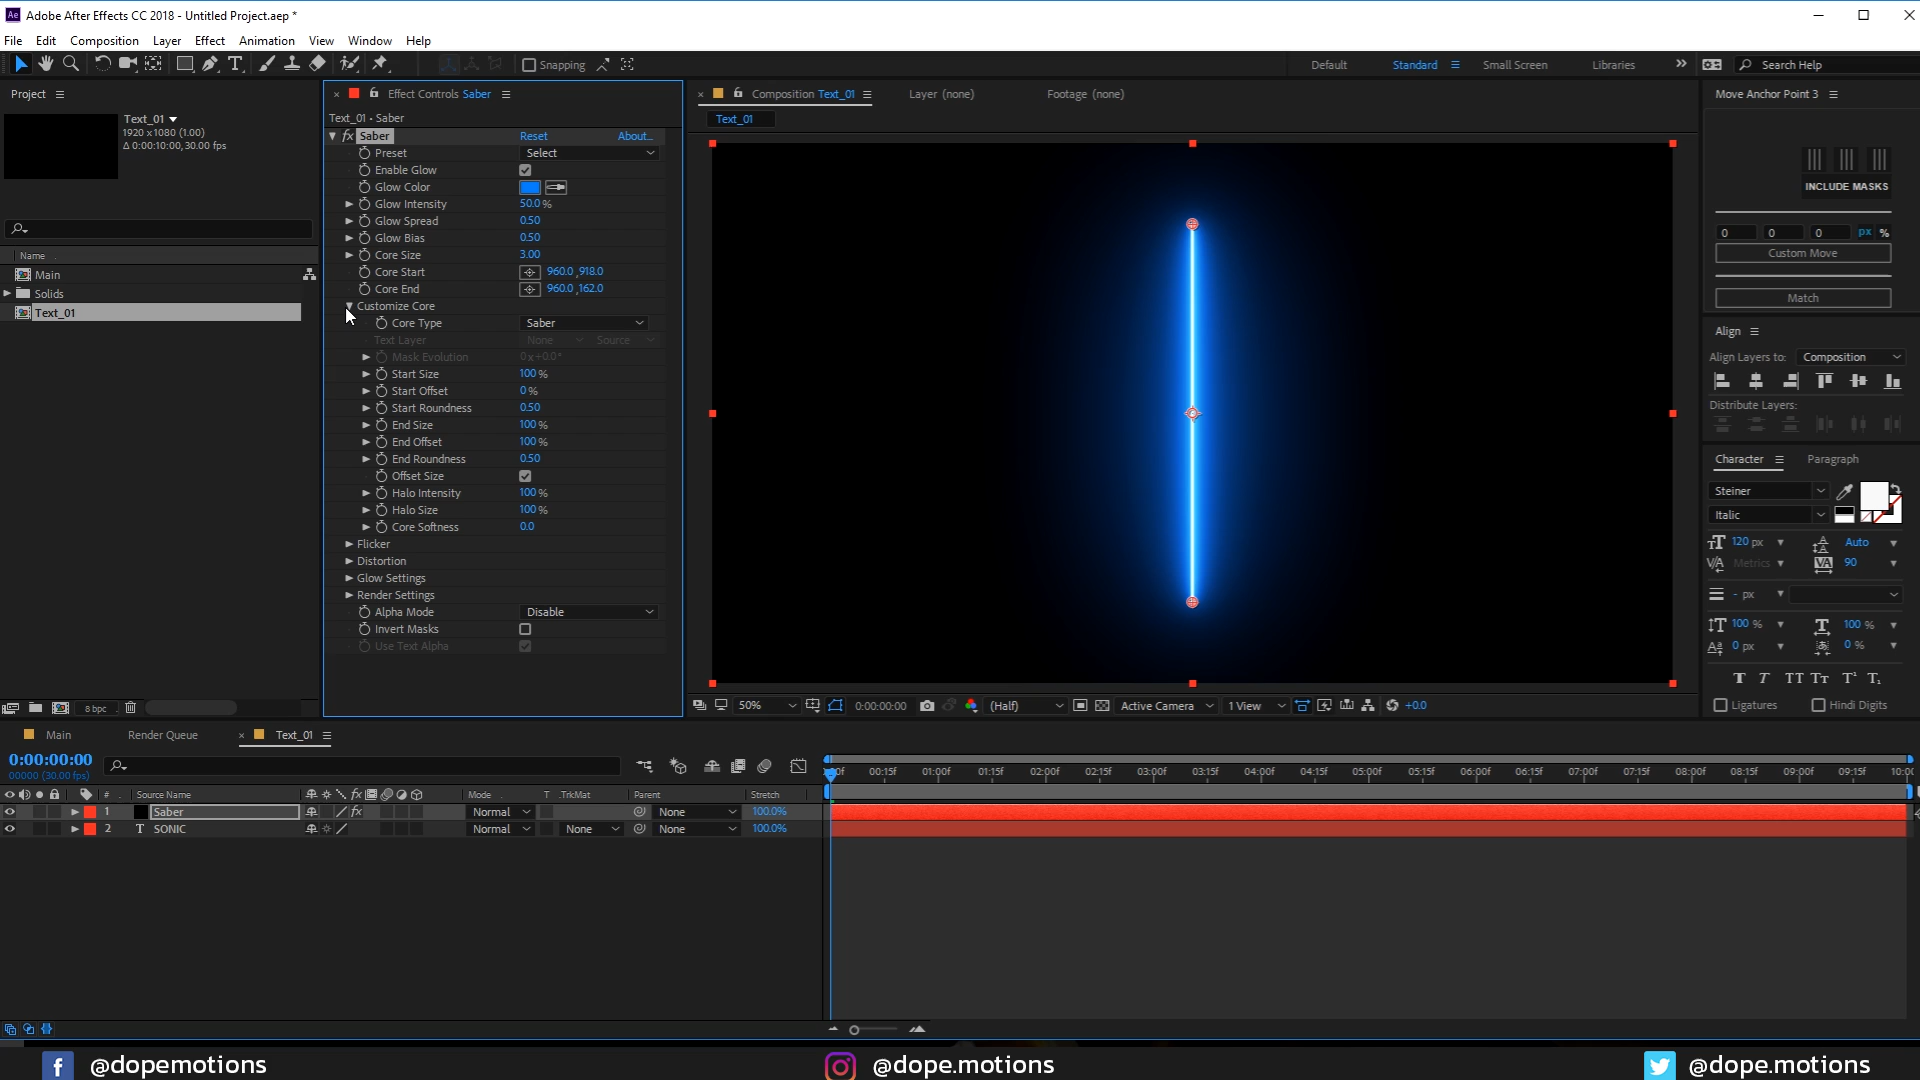 Adobe After Effects CC 2018 - Untitled Project.aep *
File Edit Composition Layer Effect Animation View Window Help
Snapping Default Standard Small Screen Libraries Search Help
Project
Text_01
1920 x 1080 (1.00)
Δ 0:00:10:00, 30.00 fps
Name
Main
Solids
Text_01
8 bpc
Effect Controls Saber
Text_01 • Saber
fx Saber Reset About...
Preset Select
Enable Glow
Glow Color
Glow Intensity 50.0 %
Glow Spread 0.50
Glow Bias 0.50
Core Size 3.00
Core Start 960.0 ,918.0
Core End 960.0 ,162.0
Customize Core
Core Type Saber
Text Layer None Source
Mask Evolution 0x+0.0°
Start Size 100 %
Start Offset 0 %
Start Roundness 0.50
End Size 100 %
End Offset 100 %
End Roundness 0.50
Offset Size
Halo Intensity 100 %
Halo Size 100 %
Core Softness 0.0
Flicker
Distortion
Glow Settings
Render Settings
Alpha Mode Disable
Invert Masks
Use Text Alpha
Composition Text_01 Layer (none) Footage (none)
Text_01
50% 0:00:00:00 (Half) Active Camera 1 View +0.0
Move Anchor Point 3
INCLUDE MASKS
0 0 0 px %
Custom Move
Match
Align
Align Layers to: Composition
Distribute Layers:
Character Paragraph
Steiner
Italic
120 px Auto
Metrics 90
- px
100 % 100 %
0 px 0 %
T T TT Tt T¹ T₁
Ligatures Hindi Digits
Main Render Queue Text_01
0:00:00:00
00000 (30.00 fps)
00:15f 01:00f 01:15f 02:00f 02:15f 03:00f 03:15f 04:00f 04:15f 05:00f 05:15f 06:00f 06:15f 07:00f 07:15f 08:00f 08:15f 09:00f 09:15f
# Source Name fx Mode T .TrkMat Parent Stretch
1 Saber fx Normal None 100.0%
2 T SONIC Normal None None 100.0%
@dopemotions @dope.motions @dope.motions